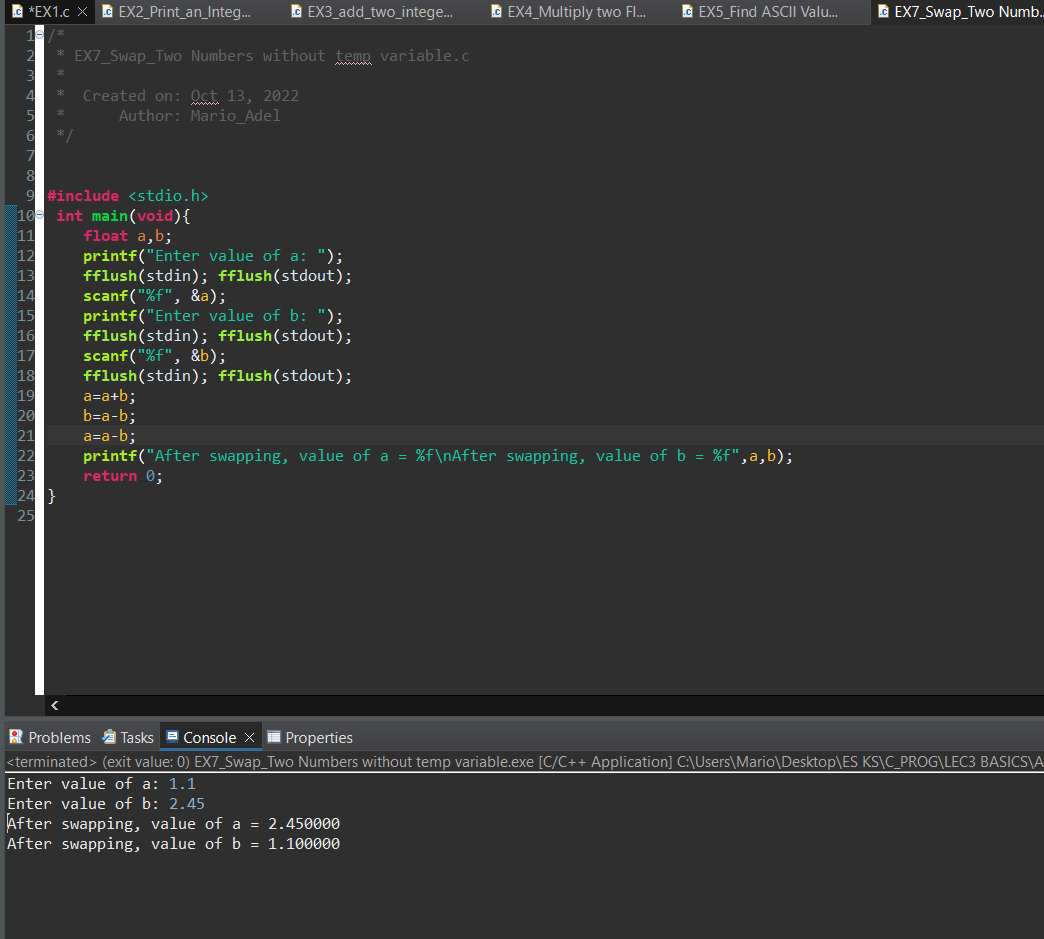 *EX1.c
EX2_Print_an_Integ...
EX3_add_two_intege...
EX4_Multiply two Fl...
EX5_Find ASCII Valu...
EX7_Swap_Two Numb...
1 /*
2  * EX7_Swap_Two Numbers without temp variable.c
3  *
4  *  Created on: Oct 13, 2022
5  *      Author: Mario_Adel
6  */
7
8
9 #include <stdio.h>
10  int main(void){
11     float a,b;
12     printf("Enter value of a: ");
13     fflush(stdin); fflush(stdout);
14     scanf("%f", &a);
15     printf("Enter value of b: ");
16     fflush(stdin); fflush(stdout);
17     scanf("%f", &b);
18     fflush(stdin); fflush(stdout);
19     a=a+b;
20     b=a-b;
21     a=a-b;
22     printf("After swapping, value of a = %f\nAfter swapping, value of b = %f",a,b);
23     return 0;
24 }
25
Problems Tasks Console Properties
<terminated> (exit value: 0) EX7_Swap_Two Numbers without temp variable.exe [C/C++ Application] C:\Users\Mario\Desktop\ES KS\C_PROG\LEC3 BASICS\A
Enter value of a: 1.1
Enter value of b: 2.45
After swapping, value of a = 2.450000
After swapping, value of b = 1.100000